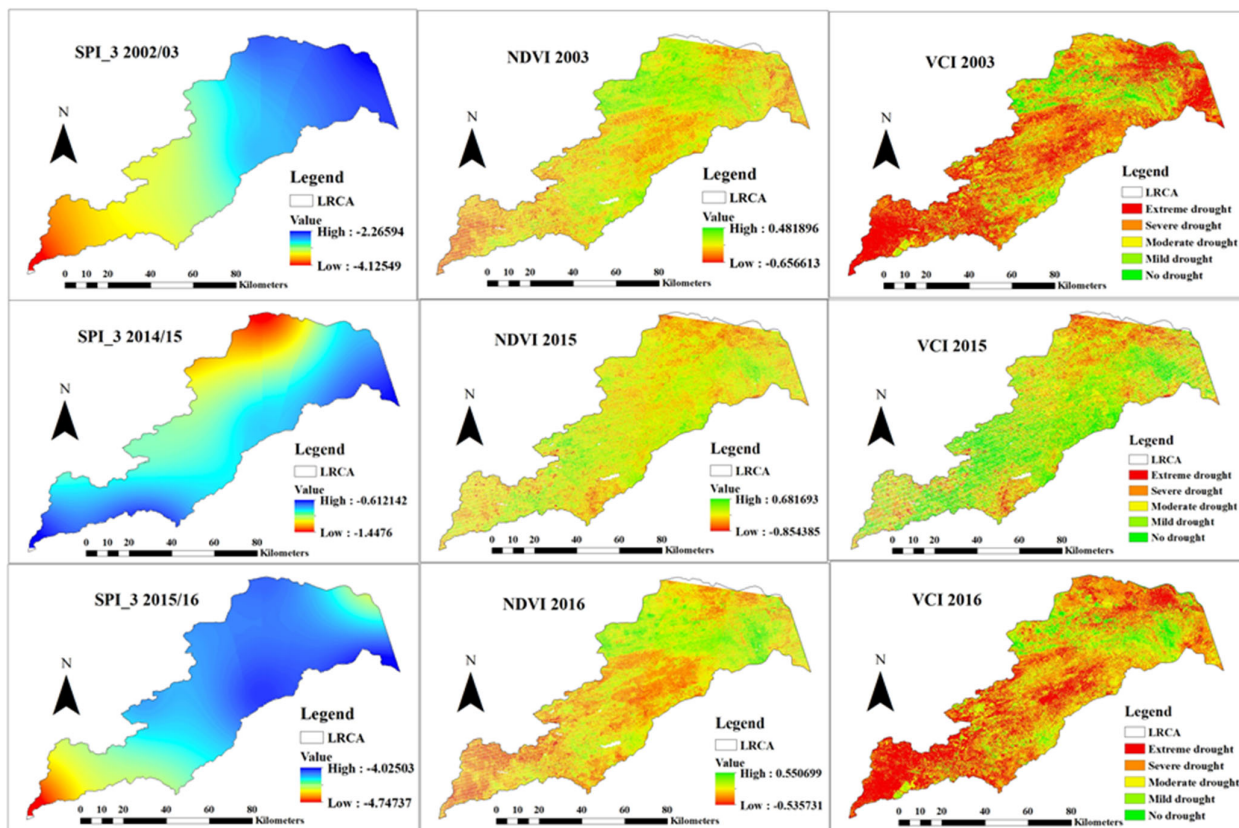 SPI_3 2002/03
N
Legend
LRCA
Value
High : -2.26594
Low : -4.12549
0 10 20 40 60 80
Kilometers
NDVI 2003
N
Legend
LRCA
Value
High : 0.481896
Low : -0.656613
0 10 20 40 60 80
Kilometers
VCI 2003
N
Legend
LRCA
Extreme drought
Severe drought
Moderate drought
Mild drought
No drought
0 10 20 40 60 80
Kilometers
SPI_3 2014/15
N
Legend
LRCA
Value
High : -0.612142
Low : -1.4476
0 10 20 40 60 80
Kilometers
NDVI 2015
N
Legend
LRCA
Value
High : 0.681693
Low : -0.854385
0 10 20 40 60 80
Kilometers
VCI 2015
N
Legend
LRCA
Extreme drought
Severe drought
Moderate drought
Mild drought
No drought
0 10 20 40 60 80
Kilometers
SPI_3 2015/16
N
Legend
LRCA
Value
High : -4.02503
Low : -4.74737
0 10 20 40 60 80
Kilometers
NDVI 2016
N
Legend
LRCA
Value
High : 0.550699
Low : -0.535731
0 10 20 40 60 80
Kilometers
VCI 2016
N
Legend
LRCA
Extreme drought
Severe drought
Moderate drought
Mild drought
No drought
0 10 20 40 60 80
Kilometers